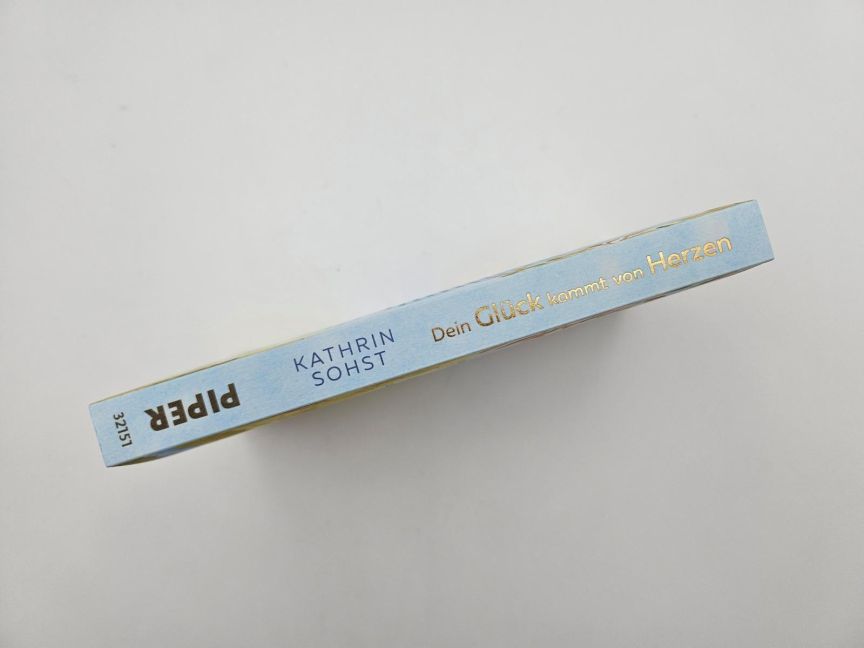 32151
PIPER
KATHRIN
SOHST
Dein Glück kommt von Herzen